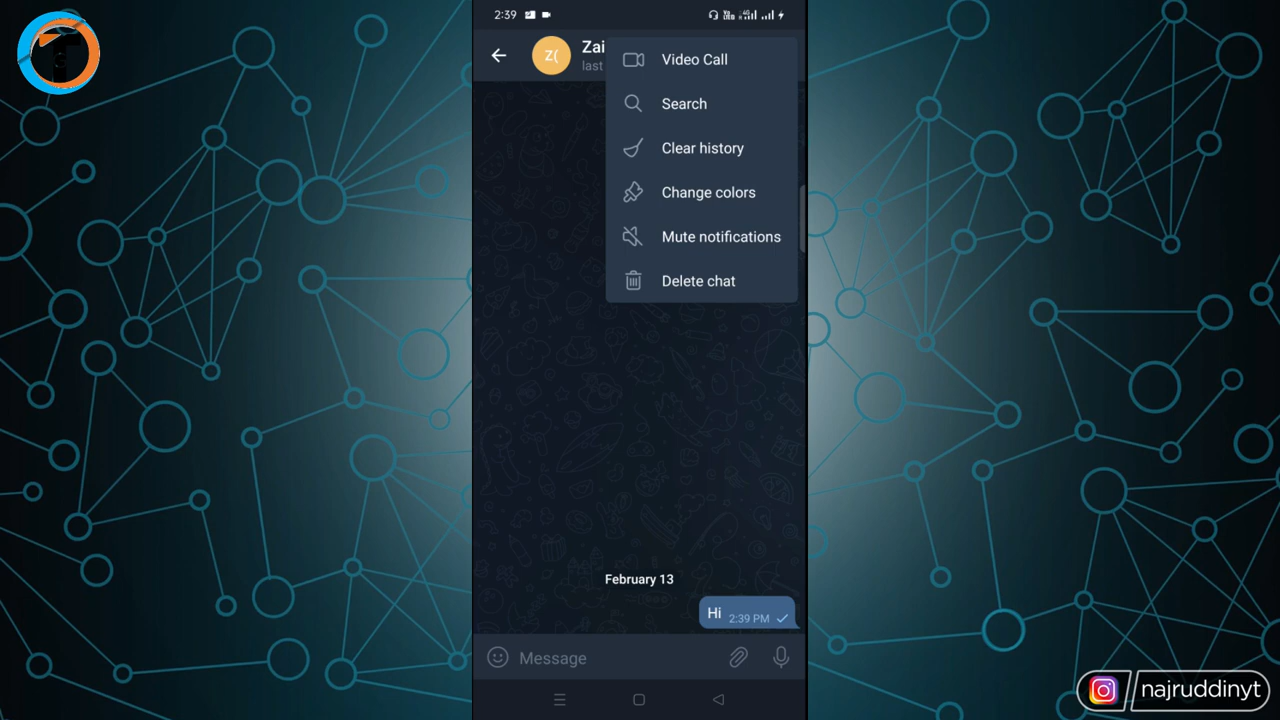 2:39
Z(
Zai
last
Video Call
Search
Clear history
Change colors
Mute notifications
Delete chat
February 13
Hi 2:39 PM
Message
najruddinyt